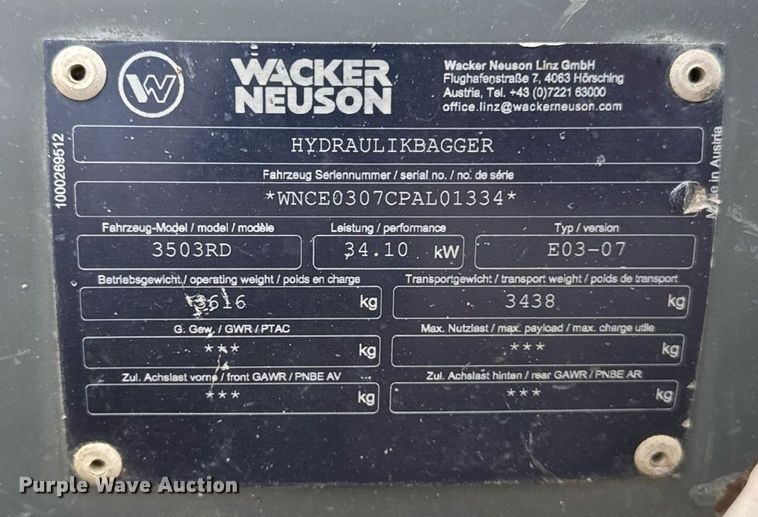 W
WACKER
NEUSON
Wacker Neuson Linz GmbH
Flughafenstraße 7, 4063 Hörsching
Austria, Tel. +43 (0)7221 63000
office.linz@wackerneuson.com
1000269512
HYDRAULIKBAGGER
Made in Austria
Fahrzeug Seriennummer / serial no. / no. de série
*WNCE0307CPAL01334*
Fahrzeug-Model / model / modèle
Leistung / performance
Typ / version
3503RD
34.10 kW
E03-07
Betriebsgewicht / operating weight / poids en charge
Transportgewicht / transport weight / poids de transport
3616 kg
3438 kg
G. Gew. / GWR / PTAC
Max. Nutzlast / max. payload / max. charge utile
*** kg
*** kg
Zul. Achslast vorne / front GAWR / PNBE AV
Zul. Achslast hinten / rear GAWR / PNBE AR
*** kg
*** kg
Purple Wave Auction